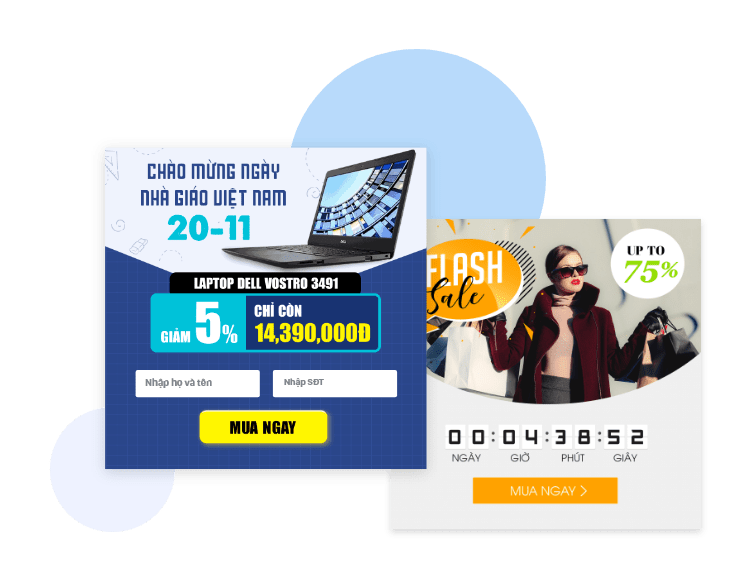 CHÀO MỪNG NGÀY
NHÀ GIÁO VIỆT NAM
20-11
DELL
LAPTOP DELL VOSTRO 3491
GIẢM 5%
CHỈ CÒN
14,390,000Đ
Nhập họ và tên
Nhập SĐT
MUA NGAY
FLASH
Sale
UP TO
75%
00:04:38:52
NGÀY GIỜ PHÚT GIÂY
MUA NGAY >